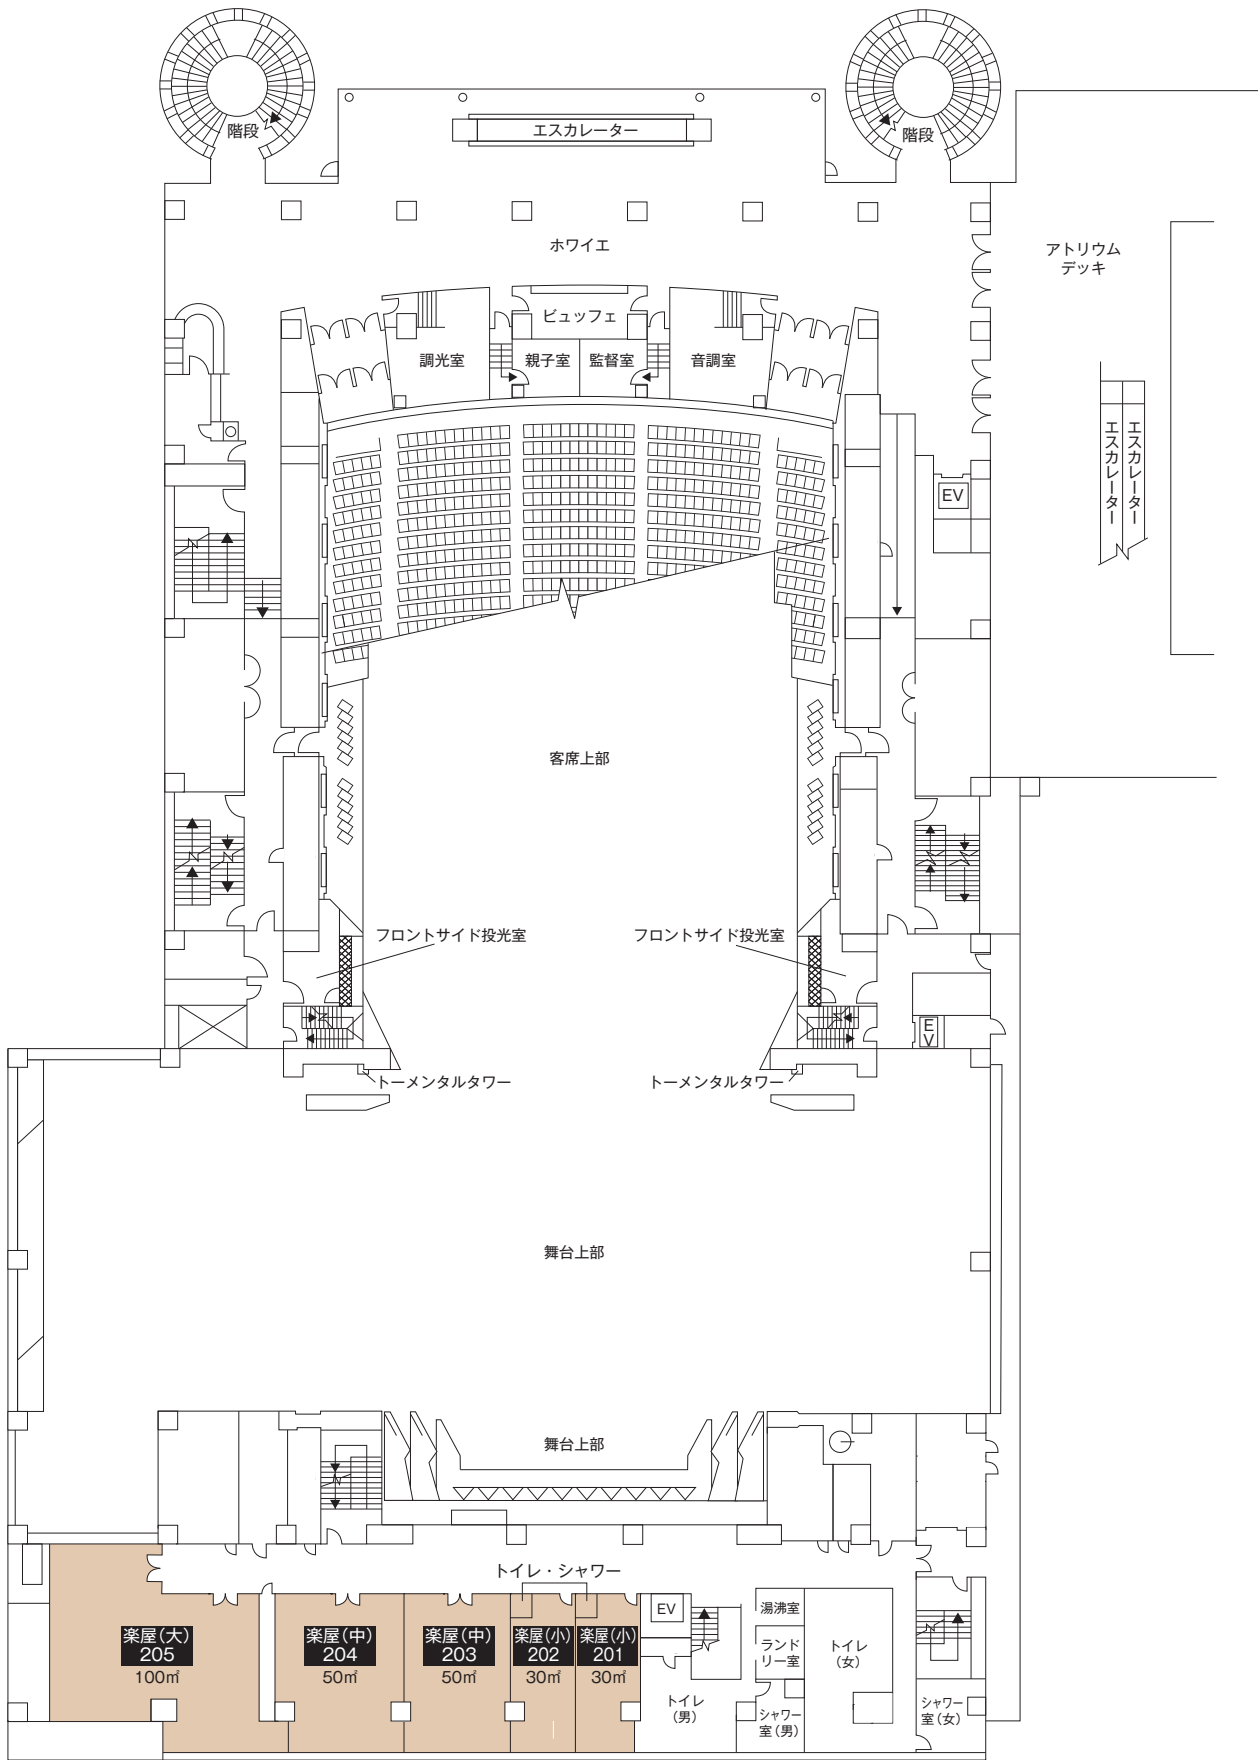 階段
エスカレーター
階段
ホワイエ
アトリウム
デッキ
ビュッフェ
調光室
親子室
監督室
音調室
エスカレーター
エスカレーター
EV
客席上部
フロントサイド投光室
フロントサイド投光室
EV
トーメンタルタワー
トーメンタルタワー
舞台上部
舞台上部
トイレ・シャワー
楽屋(大)
205
100㎡
楽屋(中)
204
50㎡
楽屋(中)
203
50㎡
楽屋(小)
202
30㎡
楽屋(小)
201
30㎡
EV
トイレ
(男)
湯沸室
ランド
リー室
シャワー
室(男)
トイレ
(女)
シャワー
室(女)